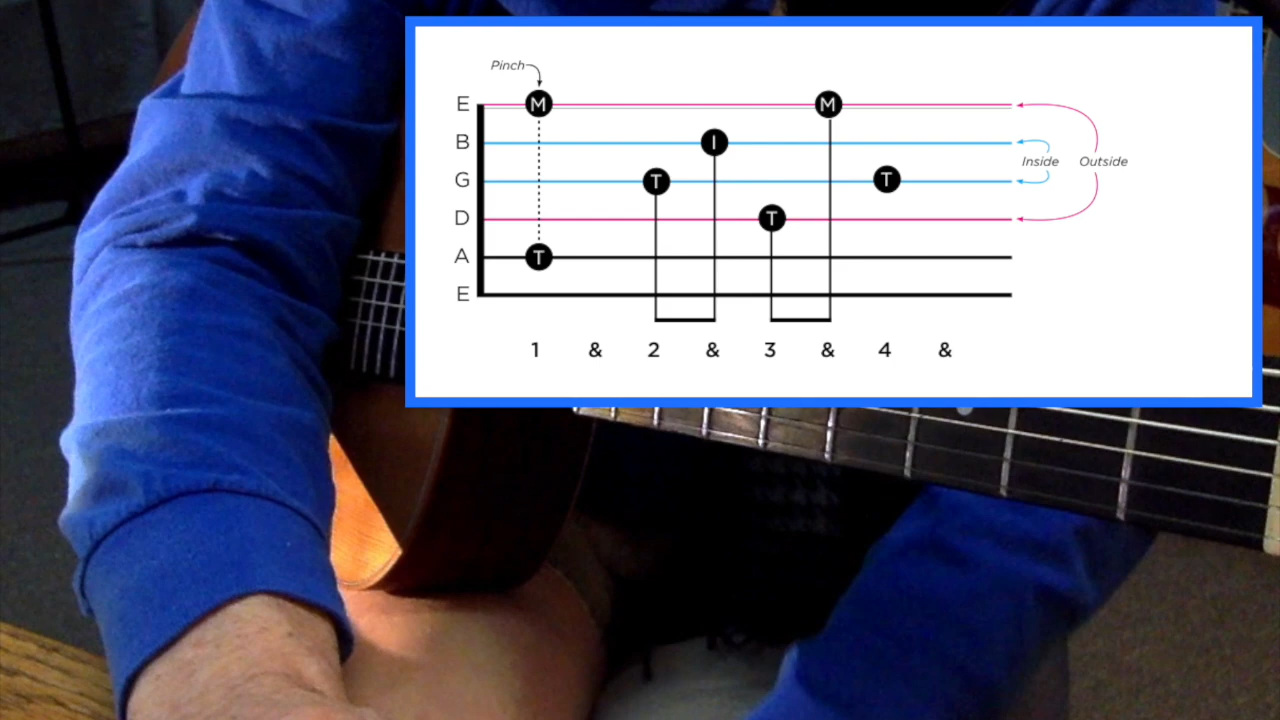 Pinch
E M M
B I
G T T
Inside Outside
D T
A T
E
1 & 2 & 3 & 4 &